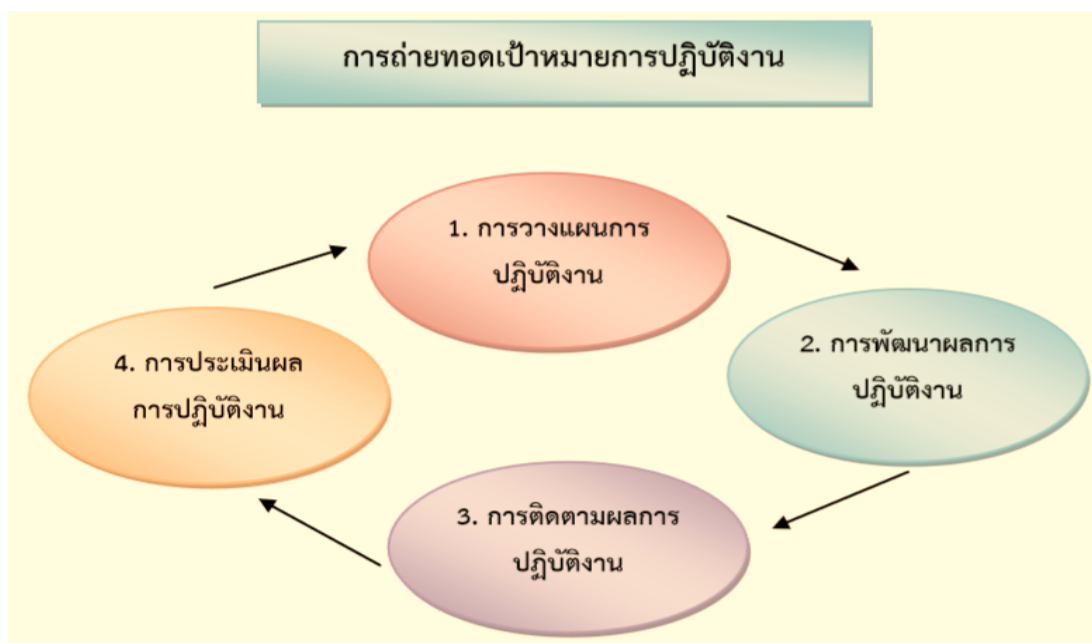 การถ่ายทอดเป้าหมายการปฏิบัติงาน
1. การวางแผนการ
ปฏิบัติงาน
2. การพัฒนาผลการ
ปฏิบัติงาน
3. การติดตามผลการ
ปฏิบัติงาน
4. การประเมินผล
การปฏิบัติงาน